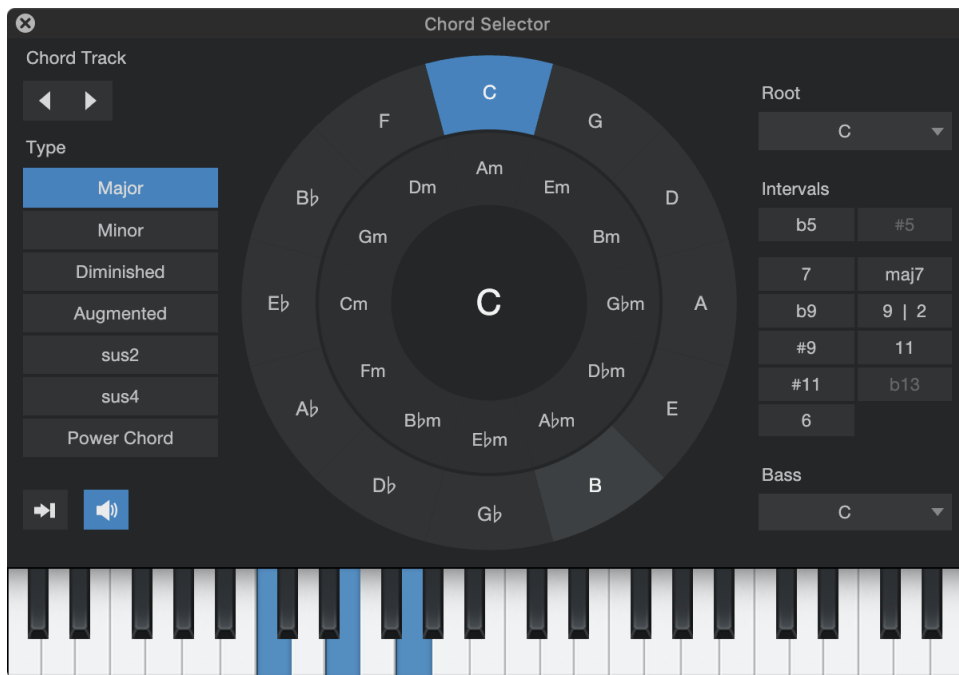 Chord Selector
Chord Track
Type
Major
Minor
Diminished
Augmented
sus2
sus4
Power Chord
C
G
D
A
E
B
G♭
D♭
A♭
E♭
B♭
F
Am
Em
Bm
G♭m
D♭m
A♭m
E♭m
B♭m
Fm
Cm
Gm
Dm
C
Root
C
Intervals
b5 #5
7 maj7
b9 9 | 2
#9 11
#11 b13
6
Bass
C